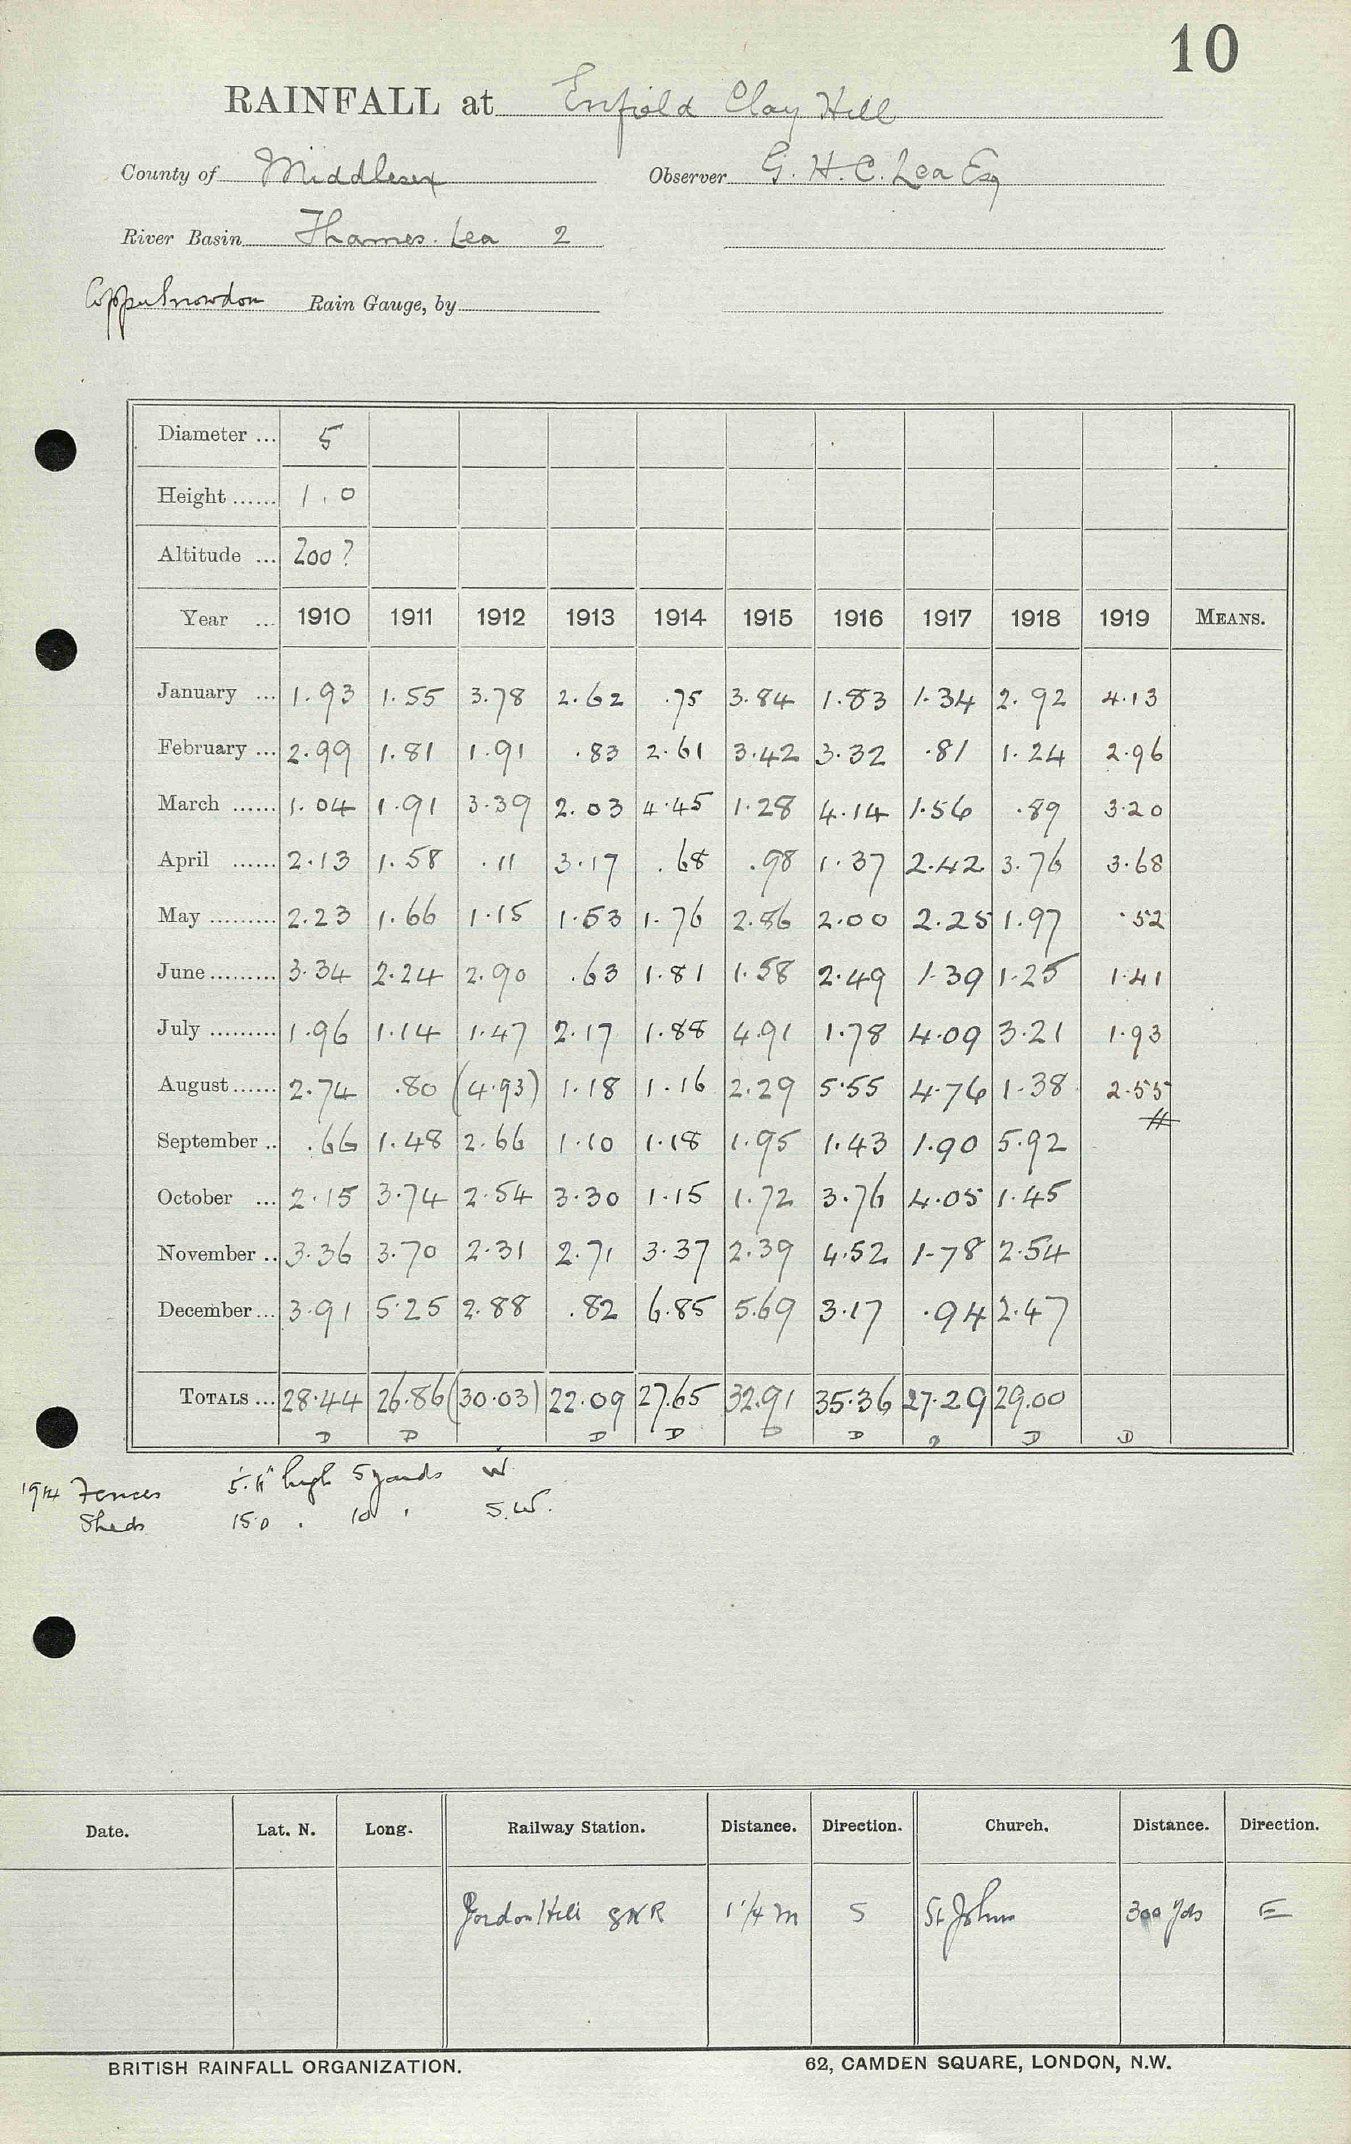 10
RAINFALL at Enfield Clay Hill
County of Middlesex Observer G. H. C. Lea Esq
River Basin Thames. Lea 2
Copper Snowdon Rain Gauge, by
Diameter ... 5
Height ...... 1.0
Altitude ... 200?
Year ... 1910 1911 1912 1913 1914 1915 1916 1917 1918 1919 MEANS.
January ... 1.93 1.55 3.78 2.62 .75 3.84 1.83 1.34 2.92 4.13
February ... 2.99 1.81 1.91 .83 2.61 3.42 3.32 .81 1.24 2.96
March ...... 1.04 1.91 3.39 2.03 4.45 1.28 4.14 1.56 .89 3.20
April ...... 2.13 1.58 .11 3.17 .68 .98 1.37 2.42 3.76 3.68
May ......... 2.23 1.66 1.15 1.53 1.76 2.86 2.00 2.25 1.97 .52
June ......... 3.34 2.24 2.90 .63 1.81 1.58 2.49 1.39 1.25 1.41
July ......... 1.96 1.14 1.47 2.17 1.88 4.91 1.78 4.09 3.21 1.93
August ...... 2.74 .80 (4.93) 1.18 1.16 2.29 5.55 4.76 1.38 2.55
September .. .66 1.48 2.66 1.10 1.18 1.95 1.43 1.90 5.92
October ... 2.15 3.74 2.54 3.30 1.15 1.72 3.76 4.05 1.45
November .. 3.36 3.70 2.31 2.71 3.37 2.39 4.52 1.78 2.54
December ... 3.91 5.25 2.88 .82 6.85 5.69 3.17 .94 2.47
TOTALS ... 28.44 26.86 (30.03) 22.09 27.65 32.91 35.36 27.29 29.00
D D D D D D D D
1914 Fences 5.6" high 5 yards W
Sheds 15.0 . 10 " S.W.
Date. Lat. N. Long. Railway Station. Distance. Direction. Church. Distance. Direction.
Gordon Hill GNR 1 1/4 m S St Johns 300 yds E
BRITISH RAINFALL ORGANIZATION. 62, CAMDEN SQUARE, LONDON, N.W.